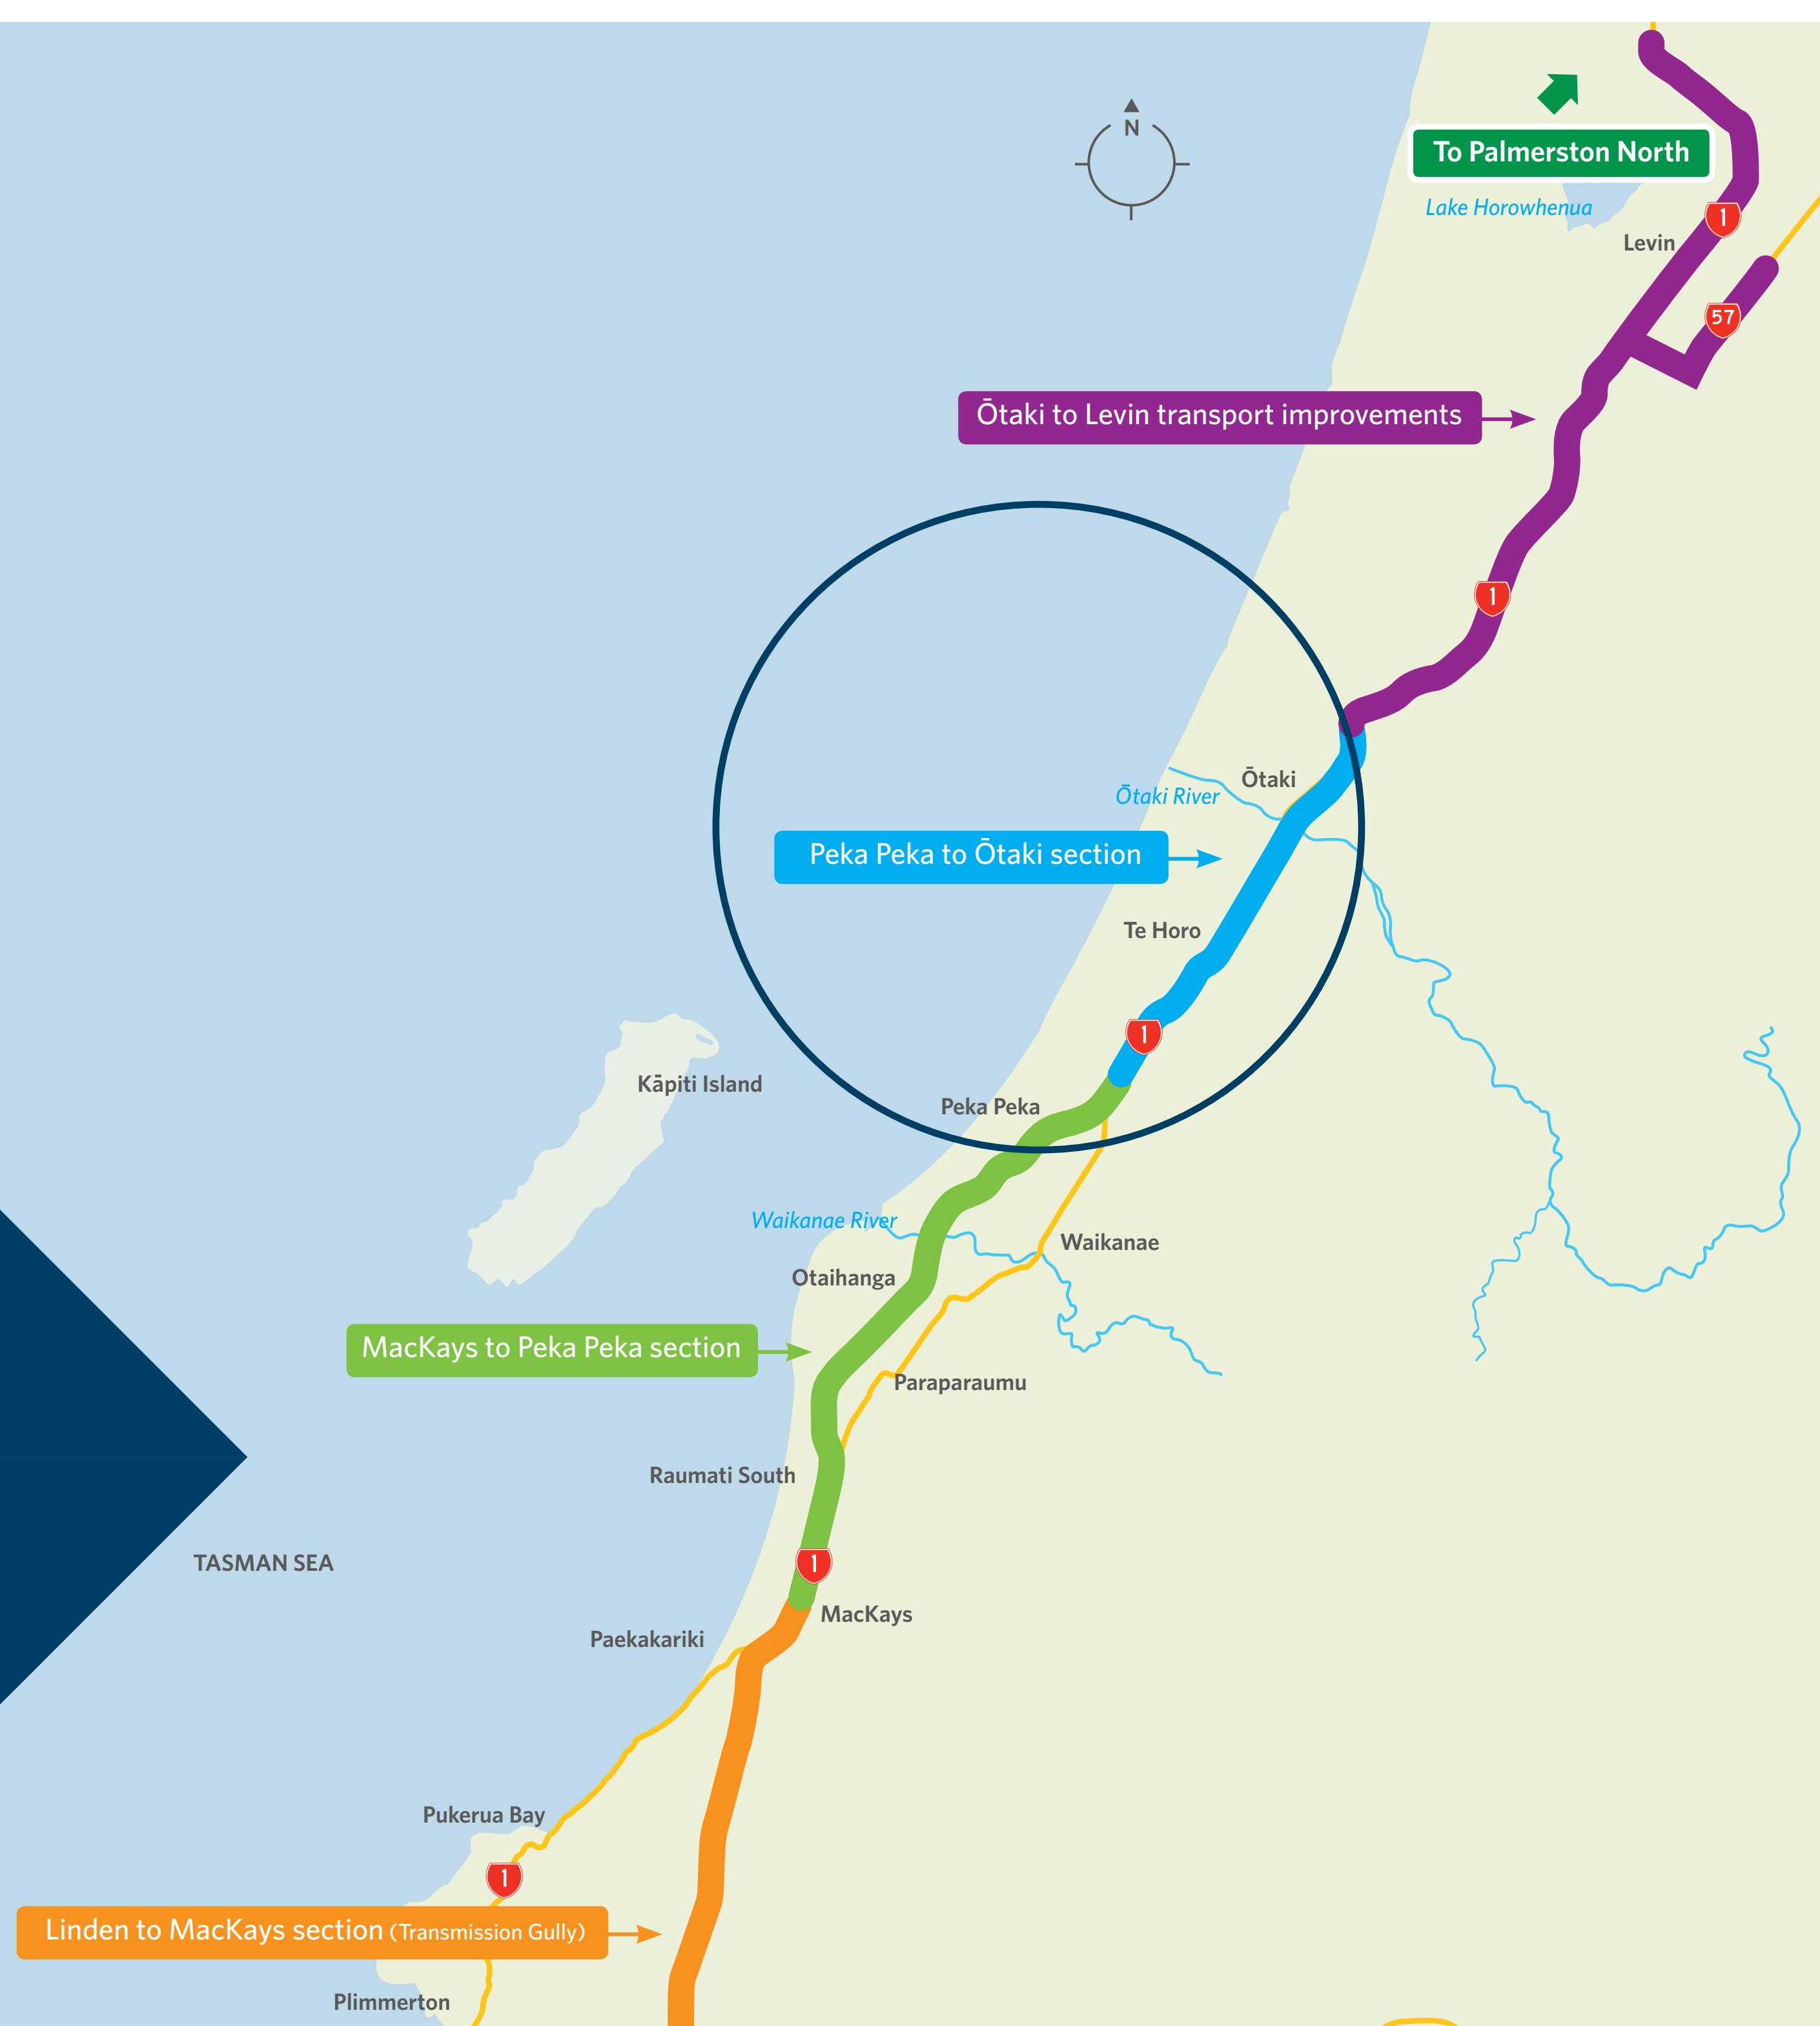 N
To Palmerston North
Lake Horowhenua
1
Levin
57
Ōtaki to Levin transport improvements
1
Ōtaki
Ōtaki River
Peka Peka to Ōtaki section
Te Horo
1
Kāpiti Island
Peka Peka
Waikanae River
Waikanae
Otaihanga
MacKays to Peka Peka section
Paraparaumu
Raumati South
TASMAN SEA
1
MacKays
Paekakariki
Pukerua Bay
1
Linden to MacKays section (Transmission Gully)
Plimmerton